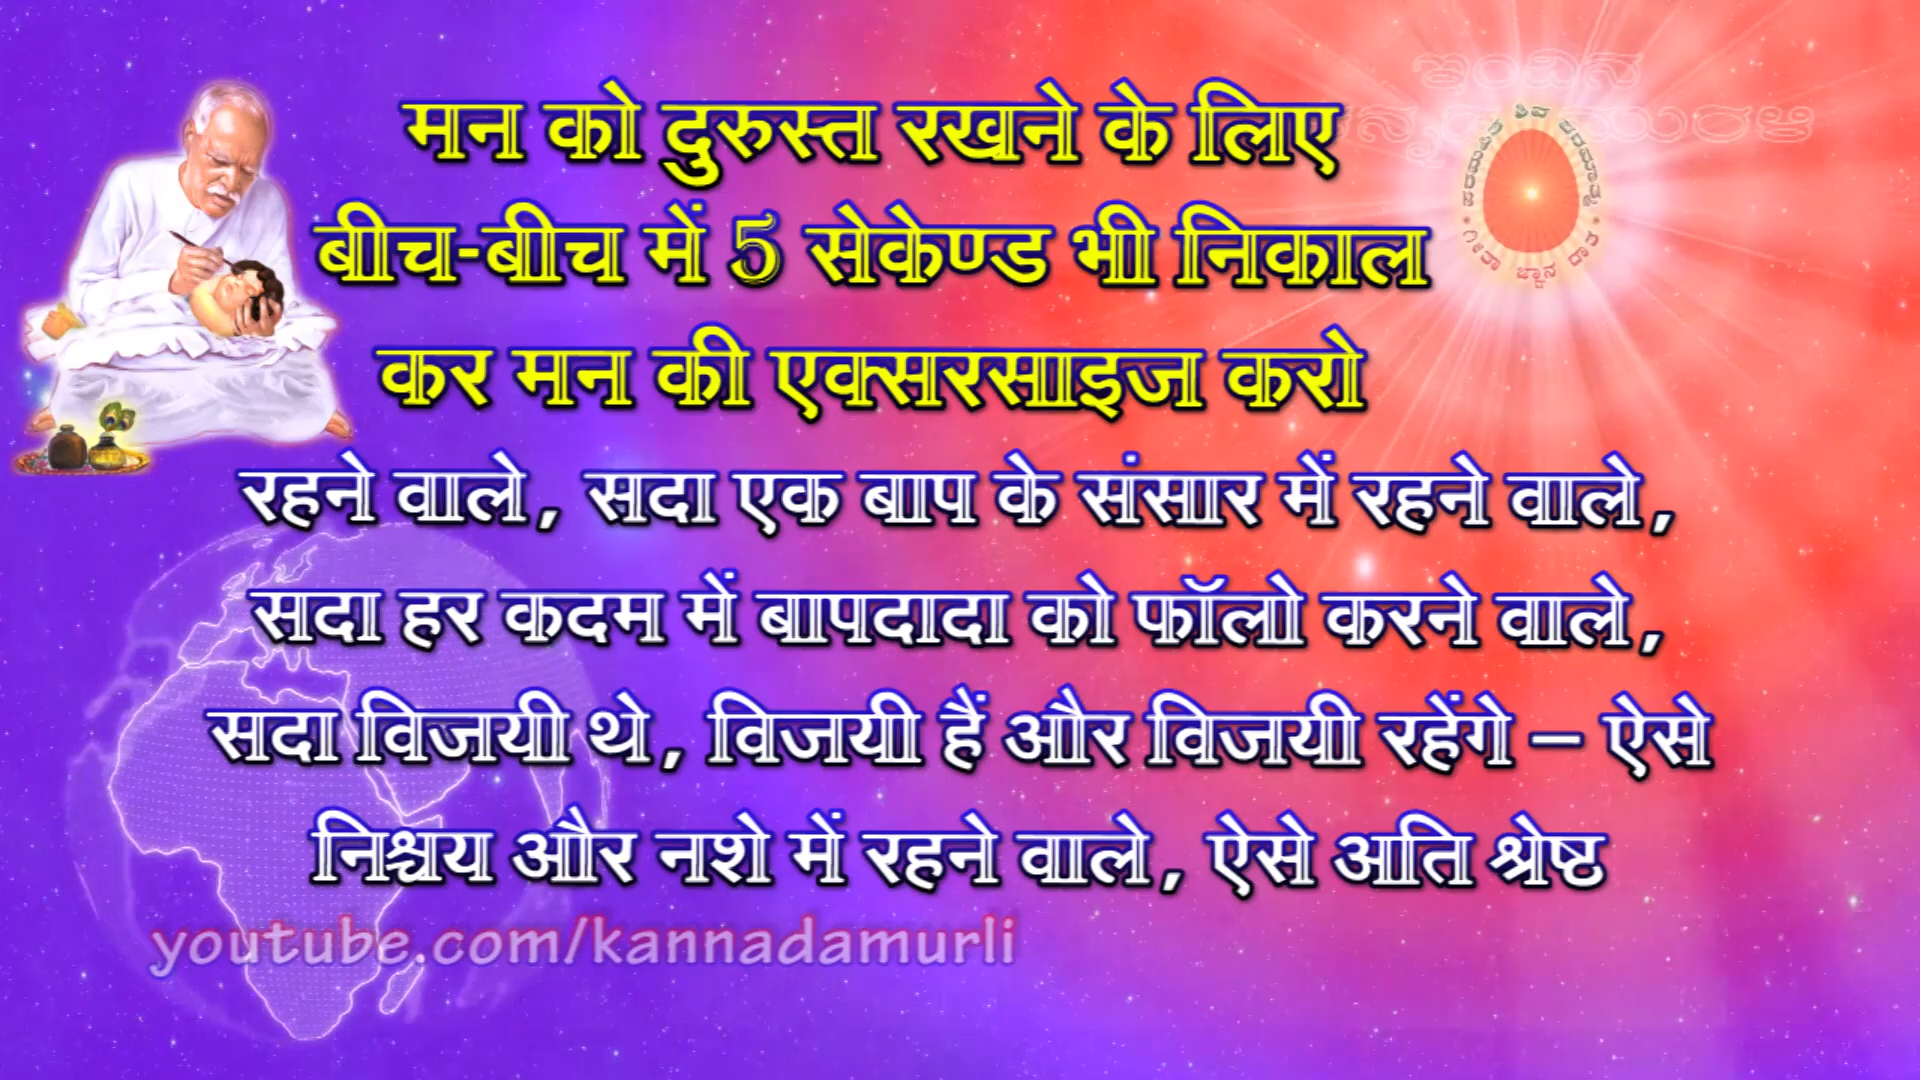 मन को दुरुस्त रखने के लिए
बीच-बीच में 5 सेकेण्ड भी निकाल
कर मन की एक्सरसाइज करो
रहने वाले, सदा एक बाप के संसार में रहने वाले,
सदा हर कदम में बापदादा को फॉलो करने वाले,
सदा विजयी थे, विजयी हैं और विजयी रहेंगे – ऐसे
निश्चय और नशे में रहने वाले, ऐसे अति श्रेष्ठ
youtube.com/kannadamurli
ಇಂದಿನ
ಮುರಳಿ
ಶಿವ
ಗೀತಾ ಜ್ಞಾನ ದಾತ